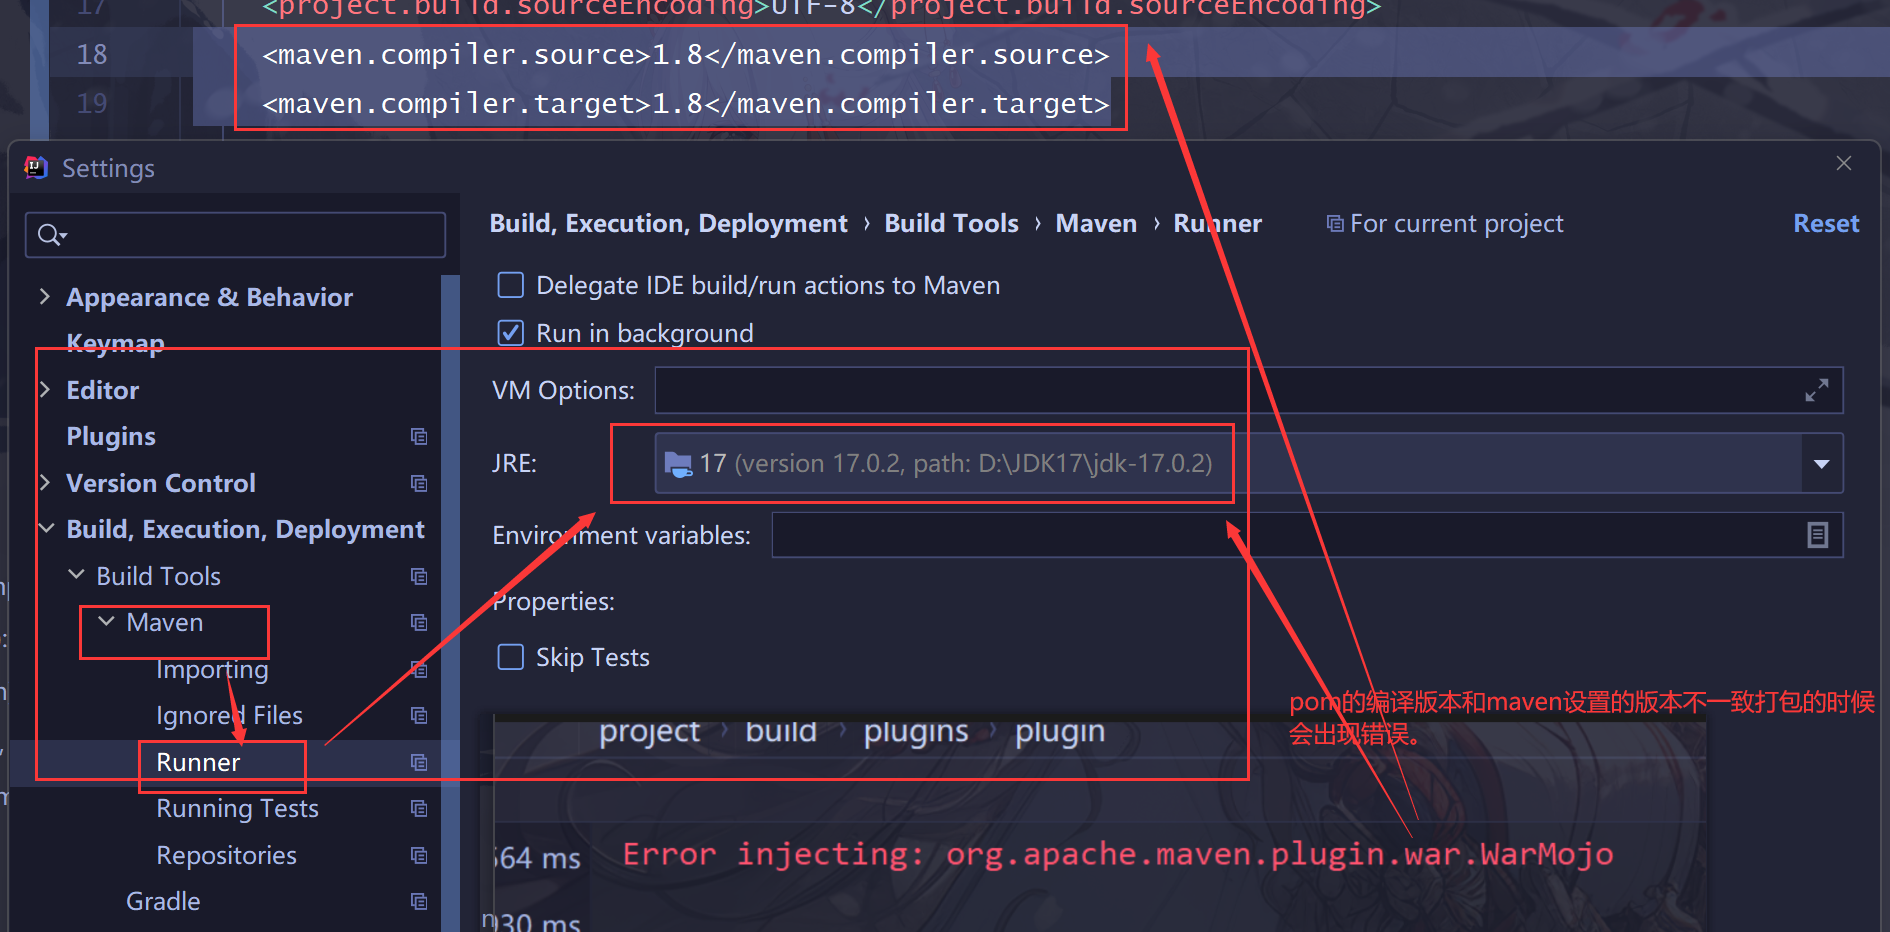 17 <project.build.sourceEncoding>UTF-8</project.build.sourceEncoding>
18 <maven.compiler.source>1.8</maven.compiler.source>
19 <maven.compiler.target>1.8</maven.compiler.target>
Settings
Build, Execution, Deployment › Build Tools › Maven › Runner For current project Reset
Appearance & Behavior
Keymap
Editor
Plugins
Version Control
Build, Execution, Deployment
Build Tools
Maven
Importing
Ignored Files
Runner
Running Tests
Repositories
Gradle
Delegate IDE build/run actions to Maven
Run in background
VM Options:
JRE: 17 (version 17.0.2, path: D:\JDK17\jdk-17.0.2)
Environment variables:
Properties:
Skip Tests
pom的编译版本和maven设置的版本不一致打包的时候
会出现错误。
project › build › plugins › plugin
564 ms Error injecting: org.apache.maven.plugin.war.WarMojo
930 ms